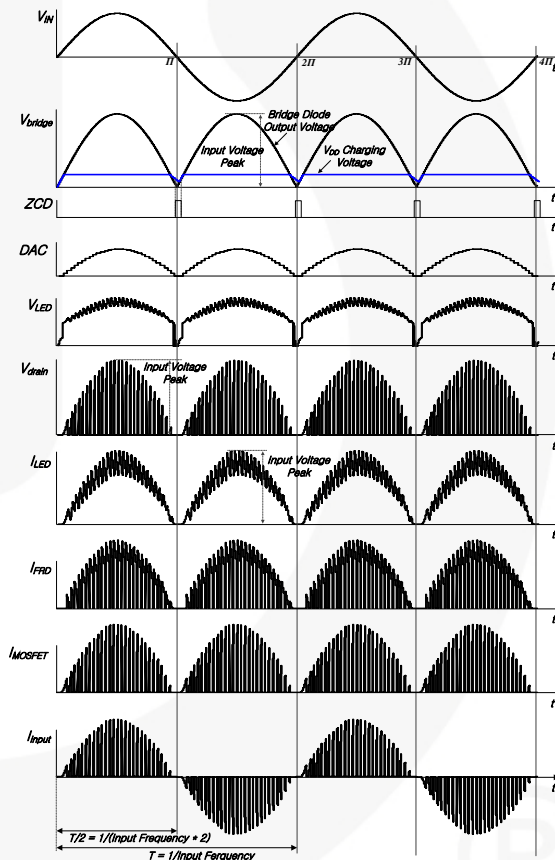 VIN
Π 2Π 3Π 4Π t
Vbridge
Bridge Diode
Output Voltage
Input Voltage
Peak
VDD Charging
Voltage
t
ZCD
t
DAC
t
VLED
t
Vdrain
Input Voltage
Peak
t
ILED
Input Voltage
Peak
t
IFRD
t
IMOSFET
t
Iinput
t
T/2 = 1/(Input Frequency * 2)
T = 1/Input Ferquency